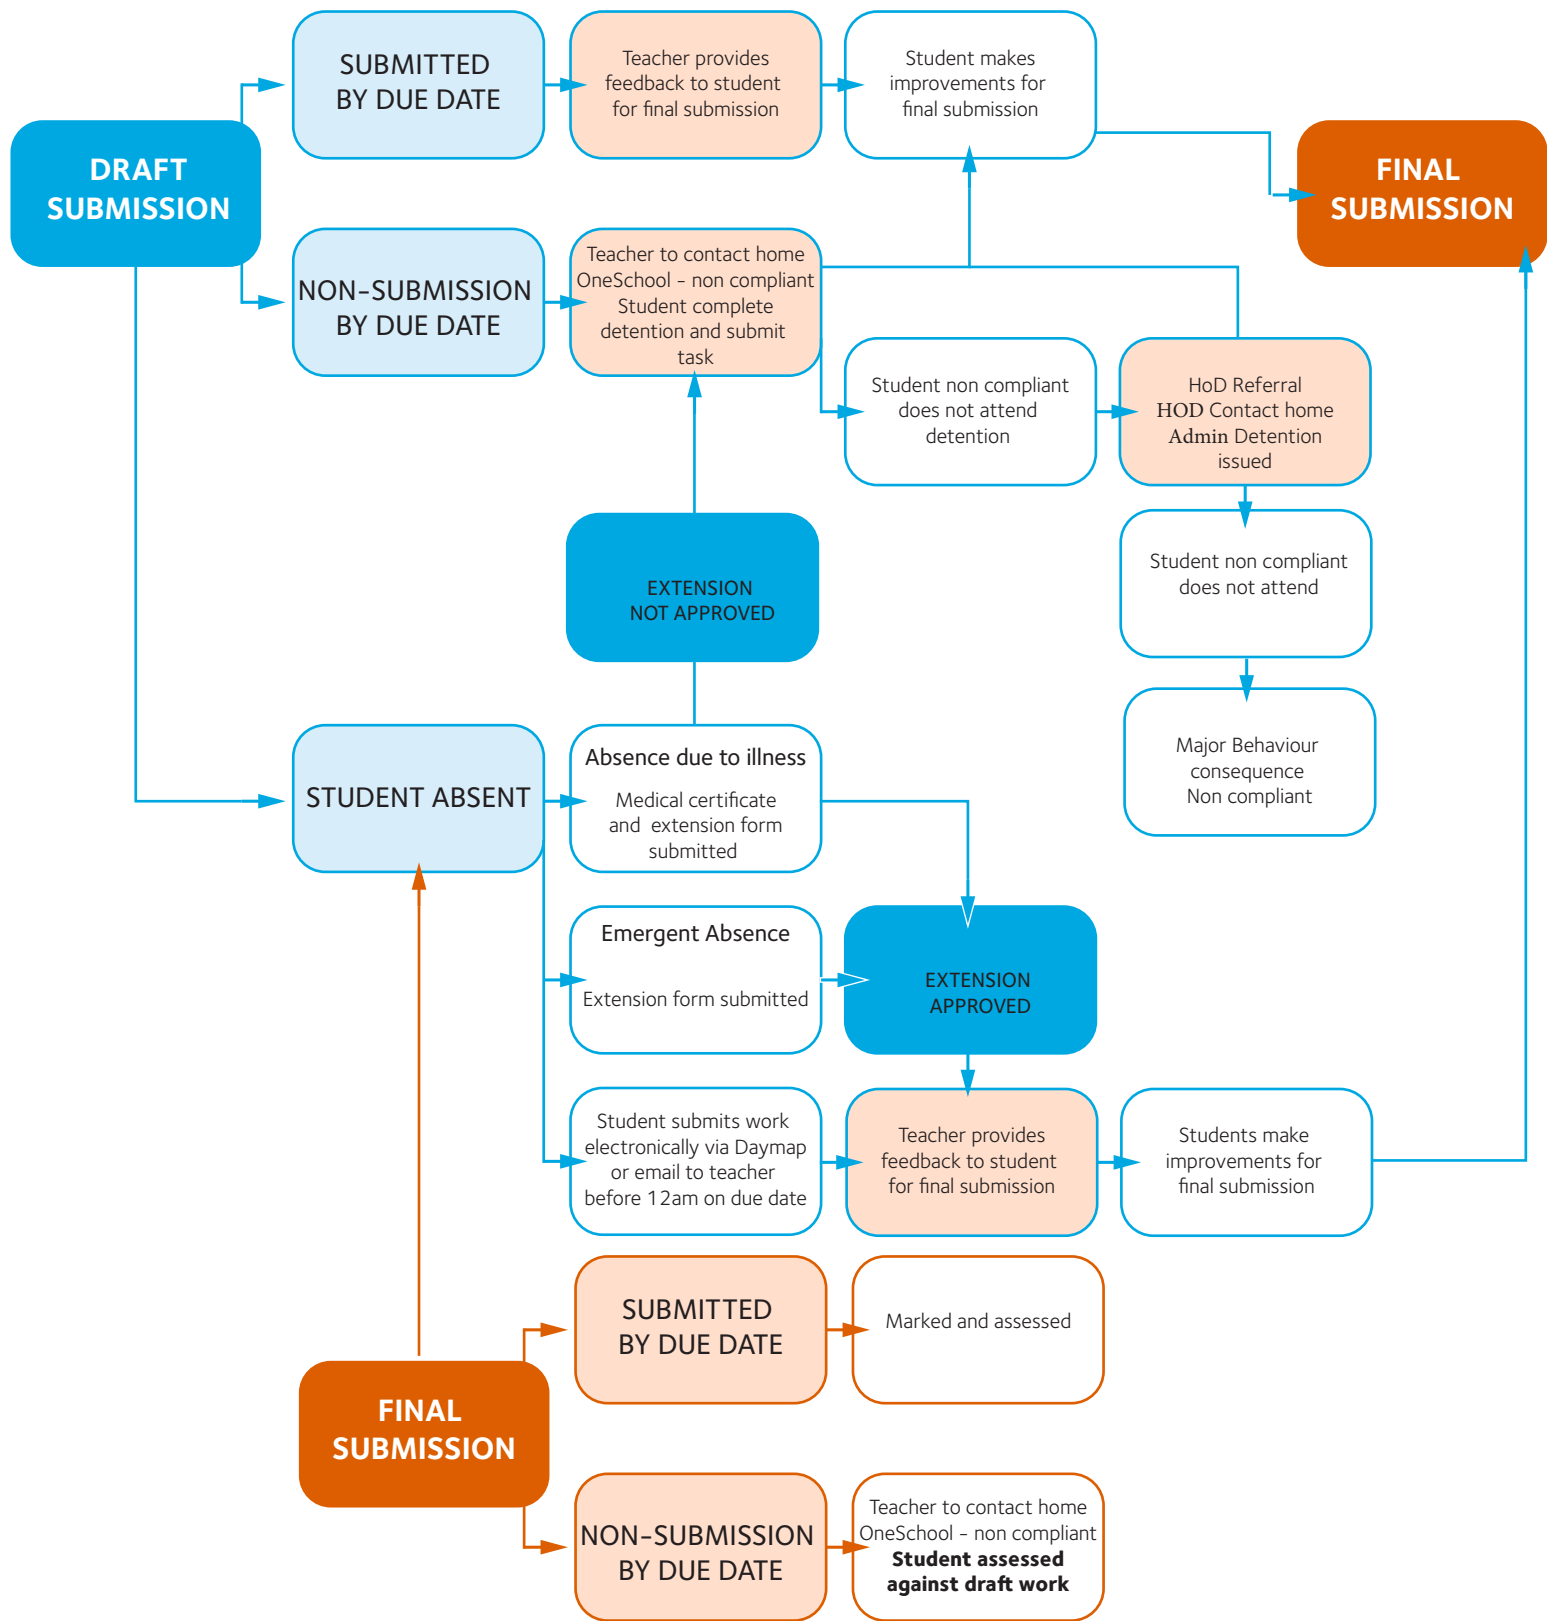 SUBMITTED
BY DUE DATE
Teacher provides
feedback to student
for final submission
Student makes
improvements for
final submission
DRAFT
SUBMISSION
FINAL
SUBMISSION
NON-SUBMISSION
BY DUE DATE
Teacher to contact home
OneSchool - non compliant
Student complete
detention and submit
task
Student non compliant
does not attend
detention
HoD Referral
HOD Contact home
Admin Detention
issued
EXTENSION
NOT APPROVED
Student non compliant
does not attend
Major Behaviour
consequence
Non compliant
STUDENT ABSENT
Absence due to illness
Medical certificate
and extension form
submitted
Emergent Absence
Extension form submitted
EXTENSION
APPROVED
Student submits work
electronically via Daymap
or email to teacher
before 12am on due date
Teacher provides
feedback to student
for final submission
Students make
improvements for
final submission
SUBMITTED
BY DUE DATE
Marked and assessed
FINAL
SUBMISSION
NON-SUBMISSION
BY DUE DATE
Teacher to contact home
OneSchool - non compliant
Student assessed
against draft work